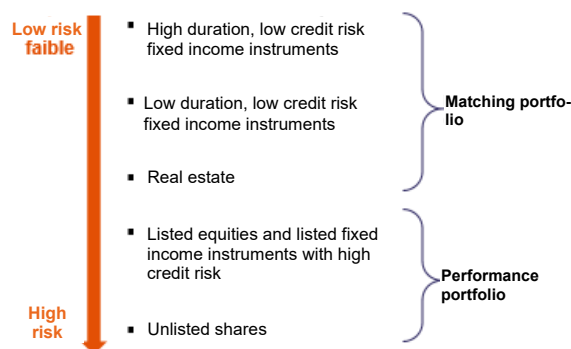 Low risk
faible
▪ High duration, low credit risk
fixed income instruments
▪ Low duration, low credit risk
fixed income instruments
Matching portfo-
lio
▪ Real estate
▪ Listed equities and listed fixed
income instruments with high
credit risk
Performance
portfolio
High
risk
▪ Unlisted shares